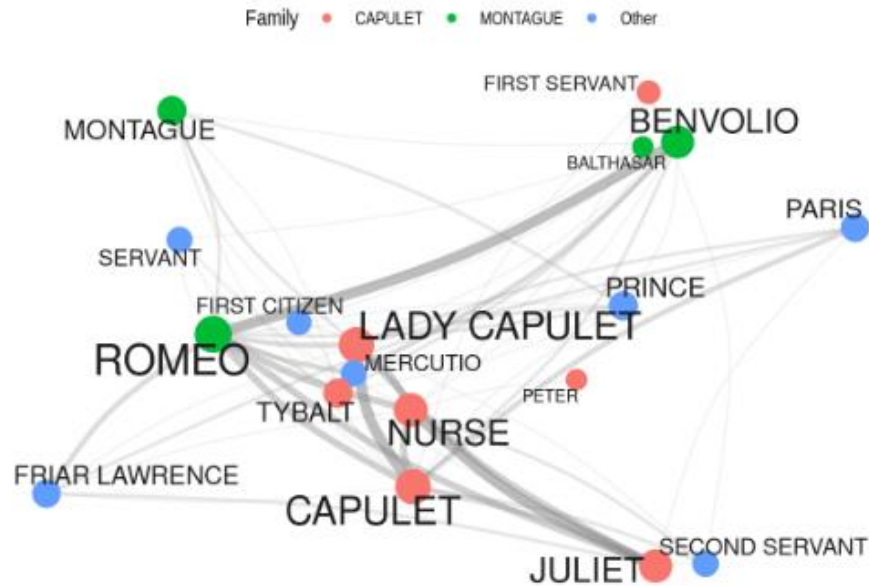 Family CAPULET MONTAGUE Other
FIRST SERVANT
BENVOLIO
MONTAGUE
BALTHASAR
PARIS
SERVANT
PRINCE
FIRST CITIZEN
LADY CAPULET
ROMEO
MERCUTIO
PETER
TYBALT
NURSE
FRIAR LAWRENCE
CAPULET
SECOND SERVANT
JULIET